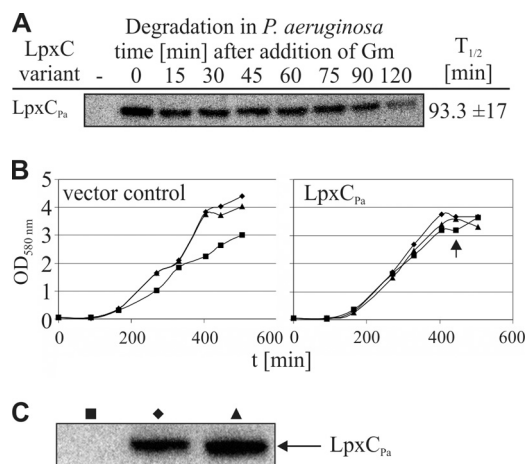 A
Degradation in P. aeruginosa
LpxC time [min] after addition of Gm T1/2
variant - 0 15 30 45 60 75 90 120 [min]
LpxCPa 93.3 ±17
B
5
4
3
2
1
0
OD580 nm
vector control
LpxCPa
0 200 400 600
0 200 400 600
t [min]
C
■ ◆ ▲
LpxCPa